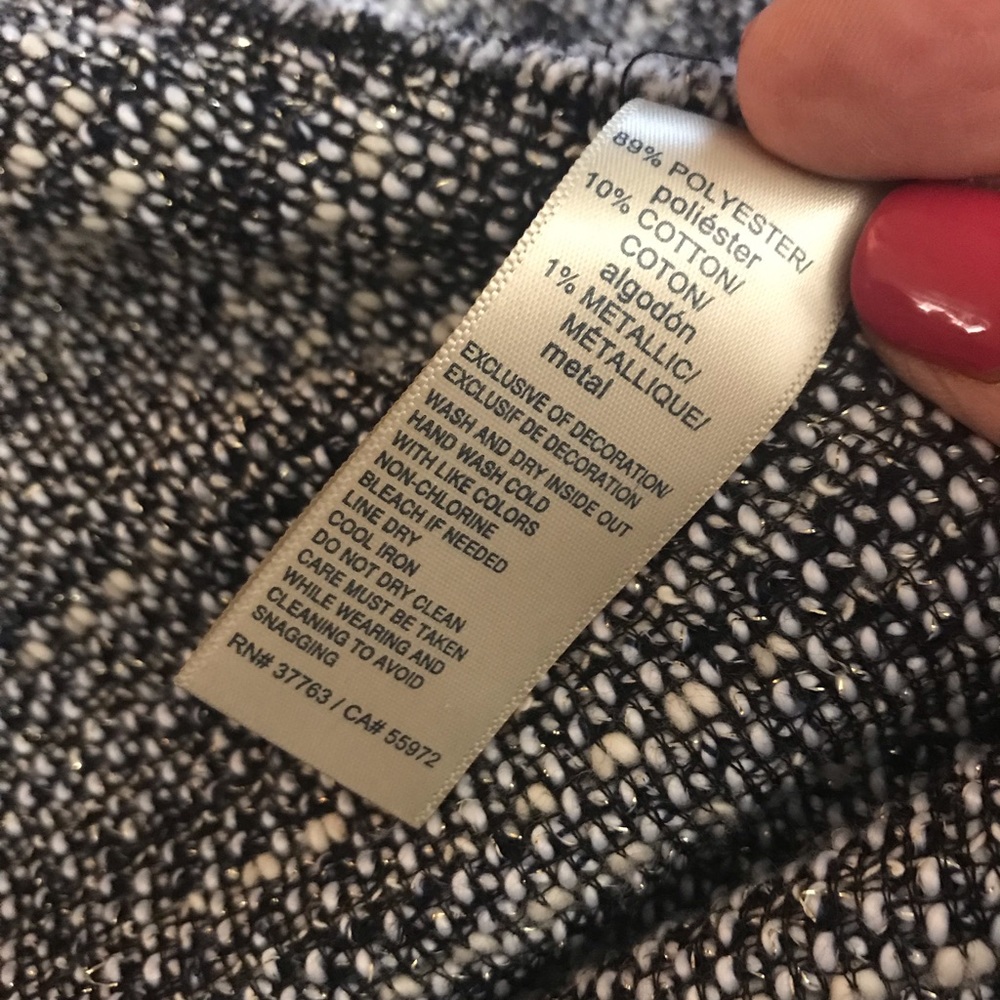 89% POLYESTER/
poliéster
10% COTTON/
COTON/
algodón
1% METALLIC/
MÉTALLIQUE/
metal
EXCLUSIVE OF DECORATION/
EXCLUSIF DE DECORATION
WASH AND DRY INSIDE OUT
HAND WASH COLD
WITH LIKE COLORS
NON-CHLORINE
BLEACH IF NEEDED
LINE DRY
COOL IRON
DO NOT DRY CLEAN
CARE MUST BE TAKEN
WHILE WEARING AND
CLEANING TO AVOID
SNAGGING
RN# 37763 / CA# 55972